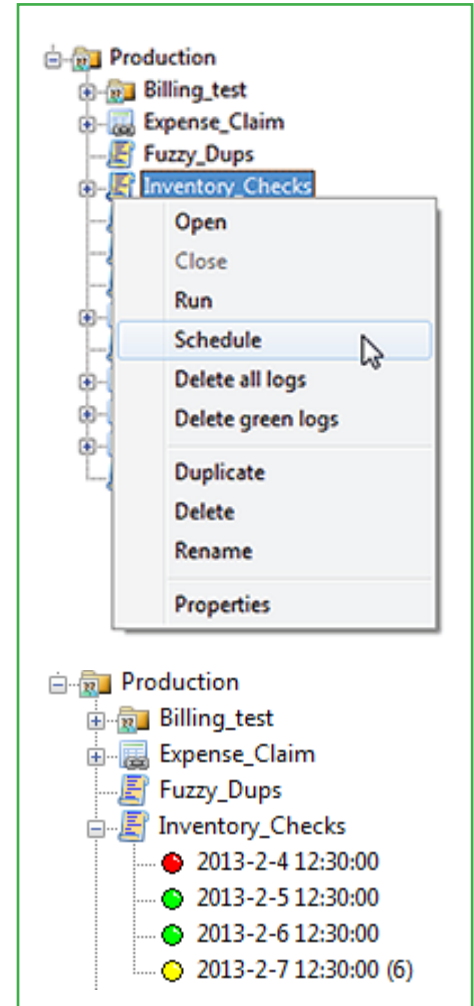 Production
Billing_test
Expense_Claim
Fuzzy_Dups
Inventory_Checks
Open
Close
Run
Schedule
Delete all logs
Delete green logs
Duplicate
Delete
Rename
Properties
Production
Billing_test
Expense_Claim
Fuzzy_Dups
Inventory_Checks
2013-2-4 12:30:00
2013-2-5 12:30:00
2013-2-6 12:30:00
2013-2-7 12:30:00 (6)